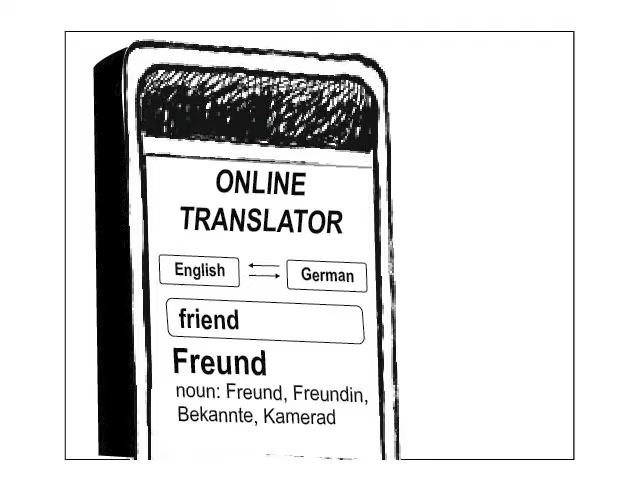 ONLINE
TRANSLATOR
English German
friend
Freund
noun: Freund, Freundin,
Bekannte, Kamerad